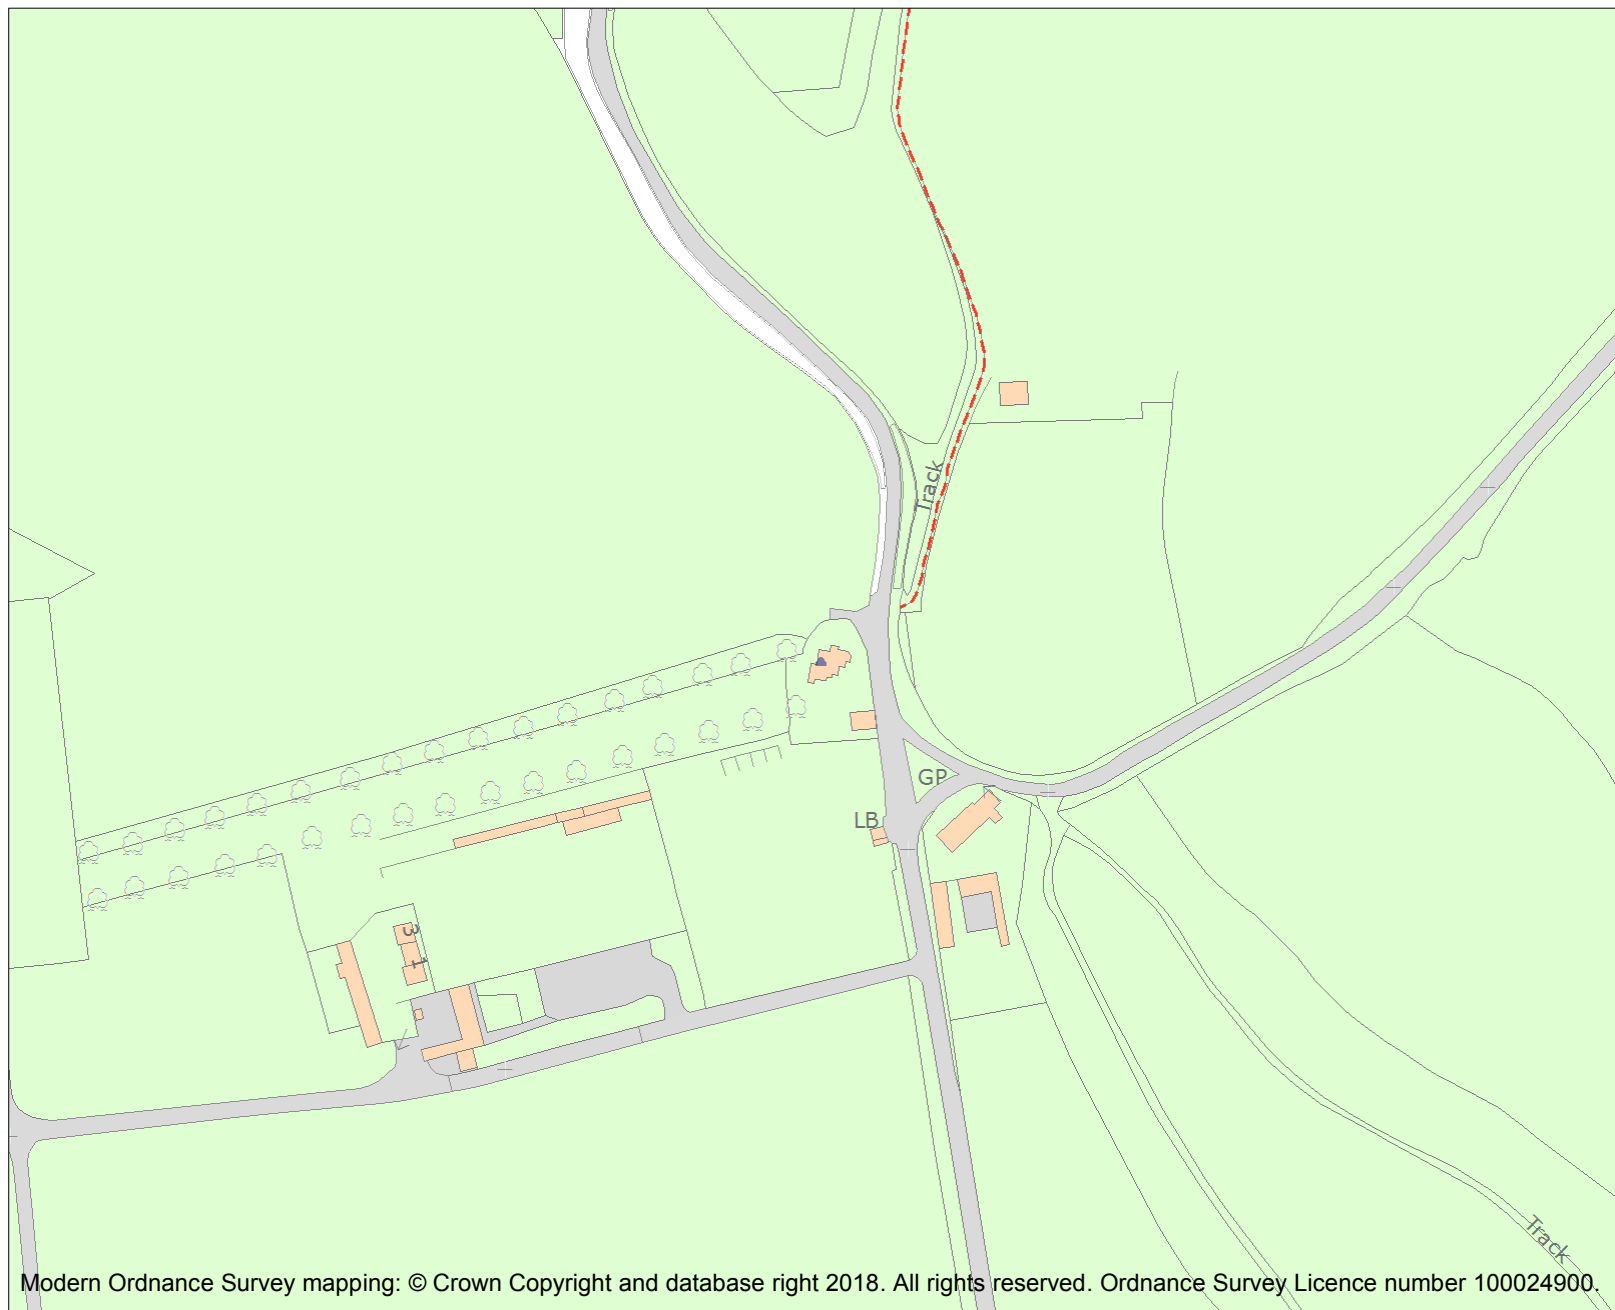 Track
GP
LB
3
1
Track
Modern Ordnance Survey mapping: © Crown Copyright and database right 2018. All rights reserved. Ordnance Survey Licence number 100024900.